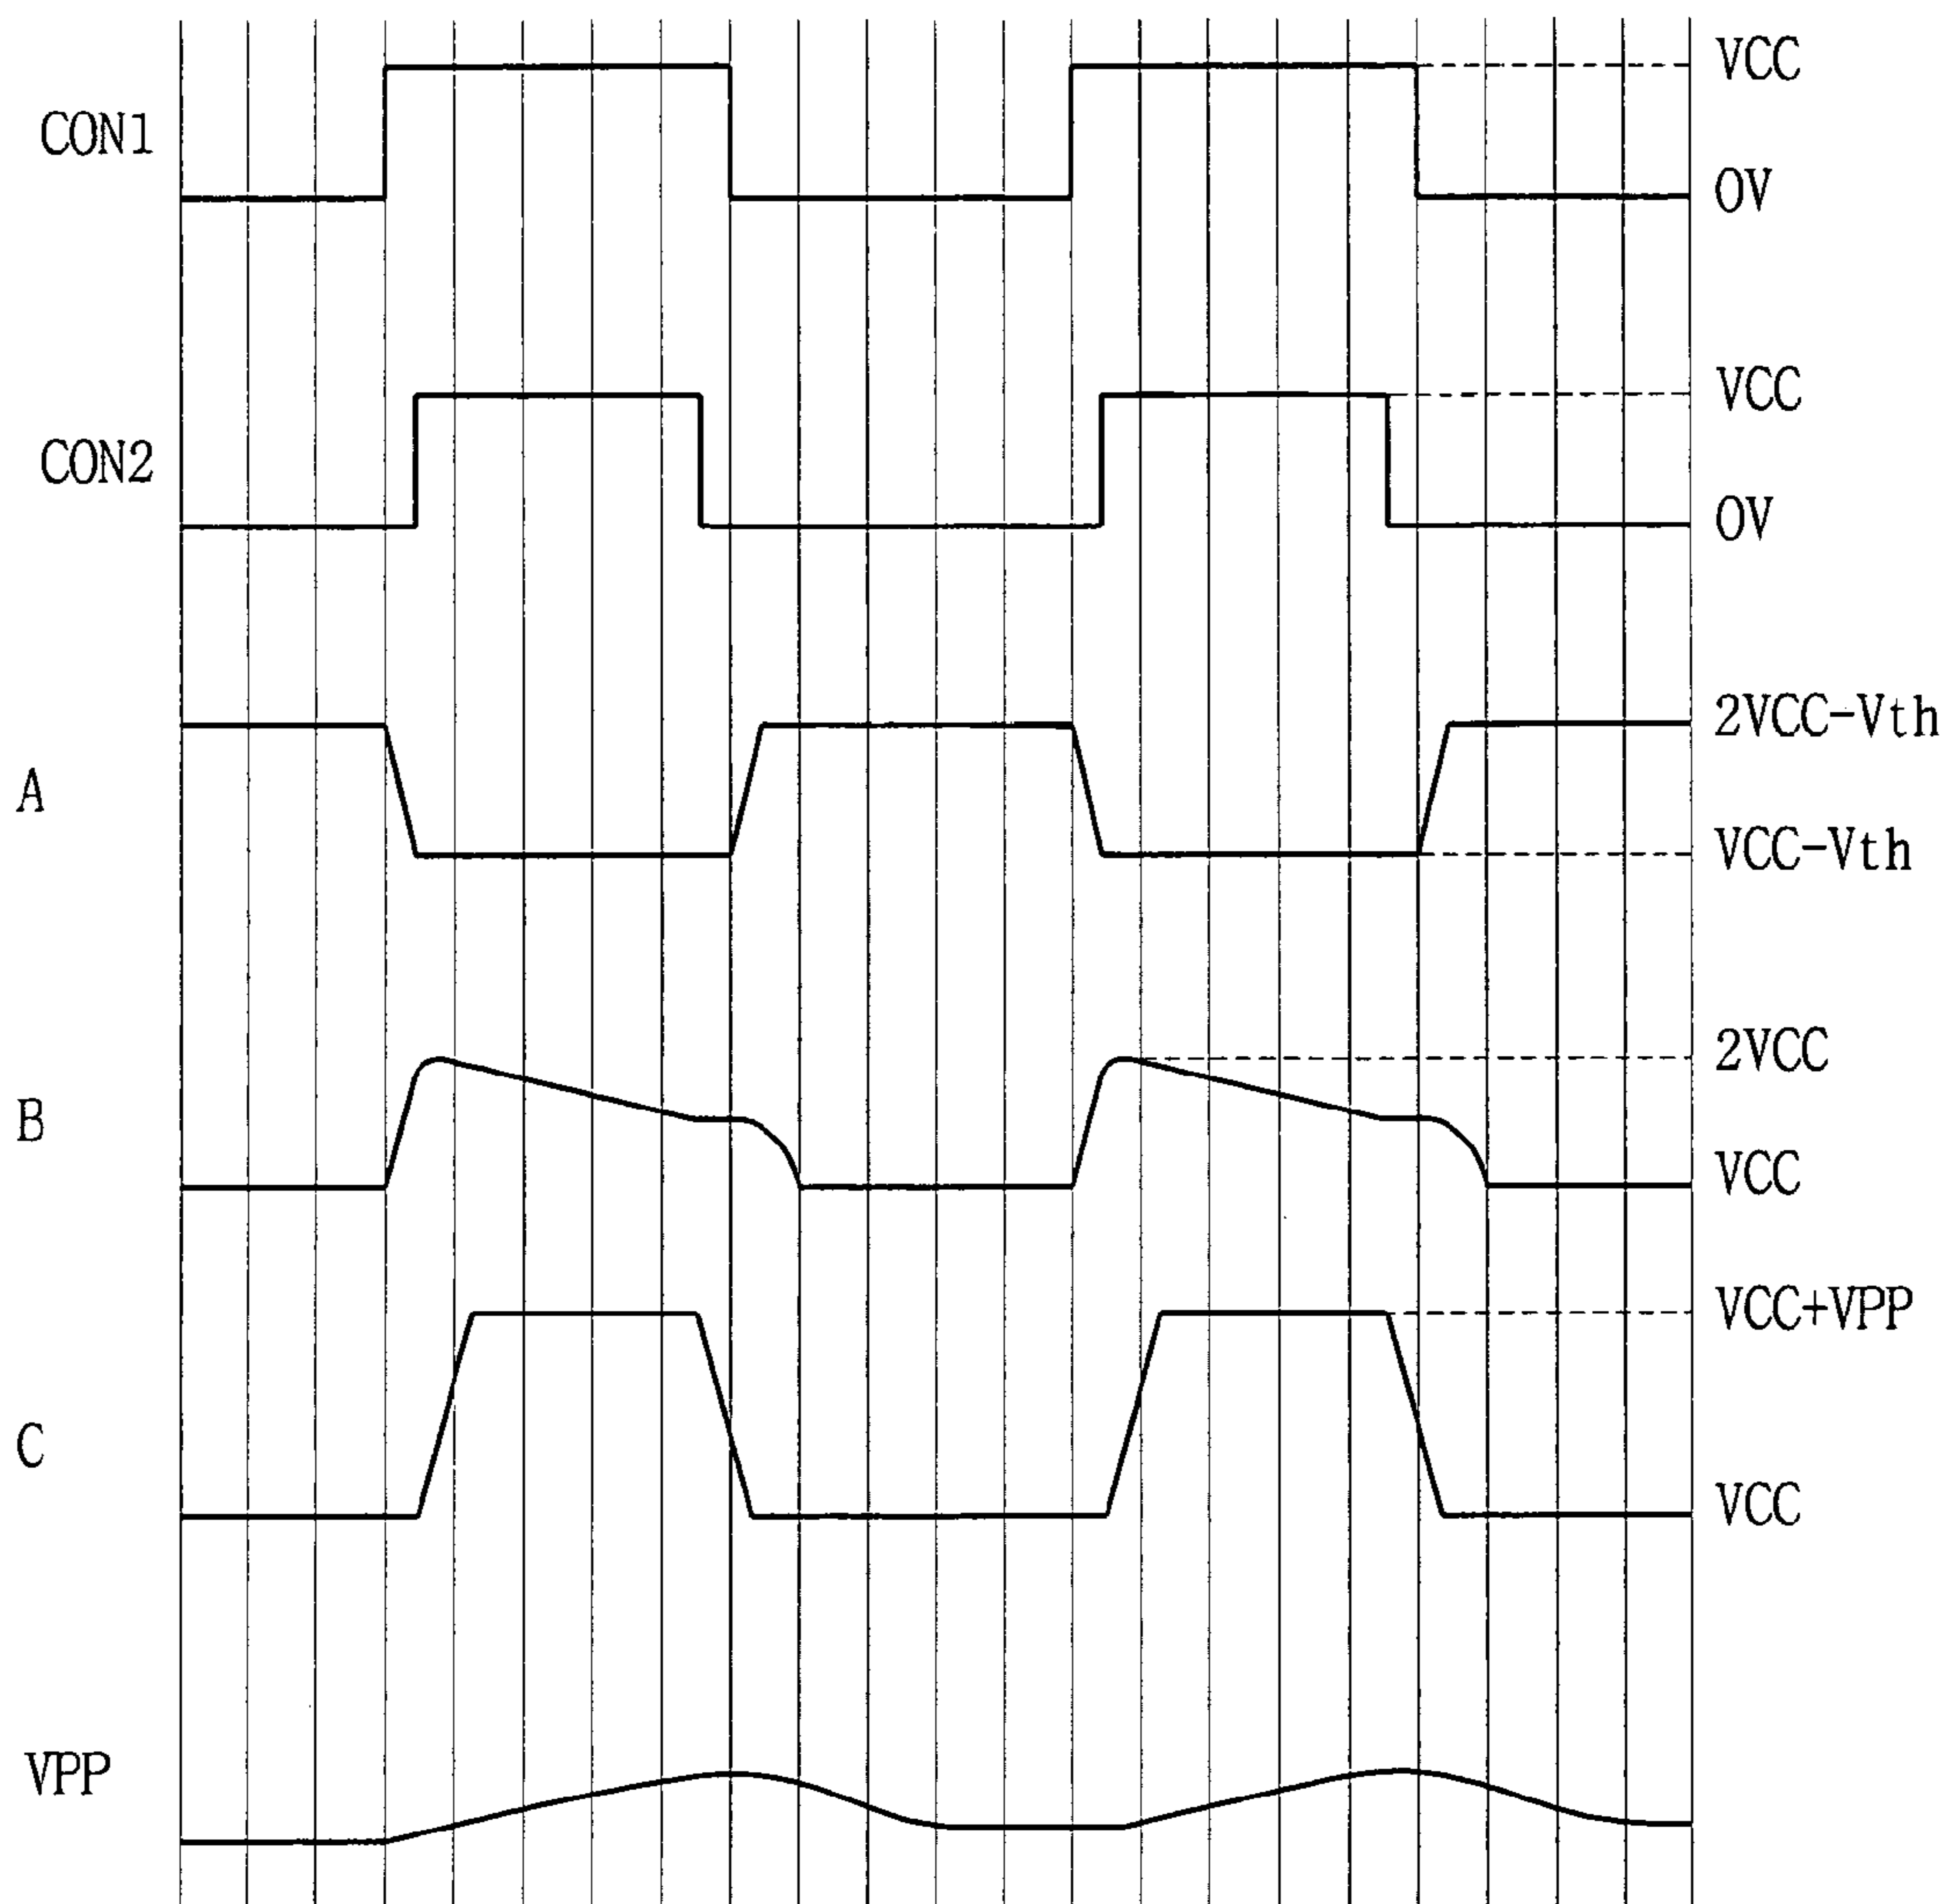 VCC
CON1
0V
VCC
CON2
0V
2VCC-Vth
A
VCC-Vth
2VCC
B
VCC
VCC+VPP
C
VCC
VPP